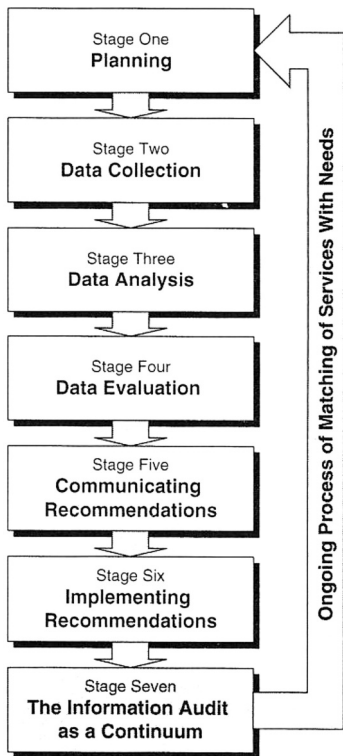 Stage One
Planning
Stage Two
Data Collection
Stage Three
Data Analysis
Stage Four
Data Evaluation
Stage Five
Communicating
Recommendations
Stage Six
Implementing
Recommendations
Stage Seven
The Information Audit
as a Continuum
Ongoing Process of Matching of Services With Needs